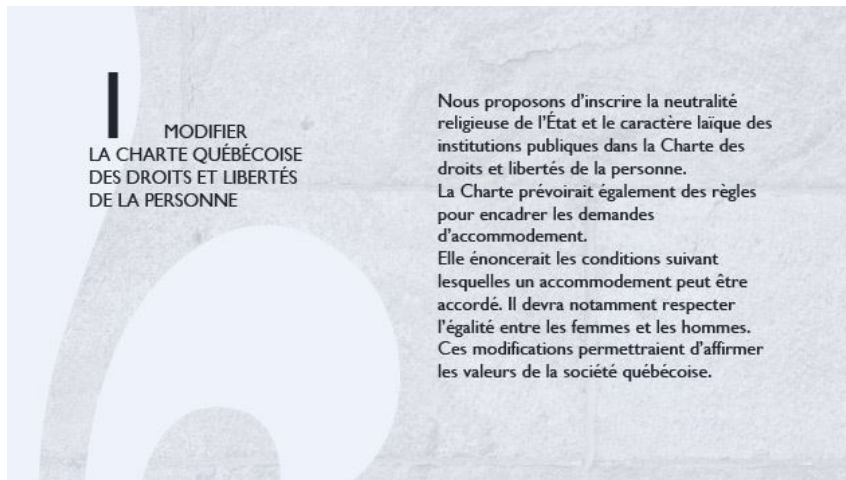 1
MODIFIER
LA CHARTE QUÉBÉCOISE
DES DROITS ET LIBERTÉS
DE LA PERSONNE
Nous proposons d'inscrire la neutralité
religieuse de l'État et le caractère laïque des
institutions publiques dans la Charte des
droits et libertés de la personne.
La Charte prévoirait également des règles
pour encadrer les demandes
d'accommodement.
Elle énoncerait les conditions suivant
lesquelles un accommodement peut être
accordé. Il devra notamment respecter
l'égalité entre les femmes et les hommes.
Ces modifications permettraient d'affirmer
les valeurs de la société québécoise.